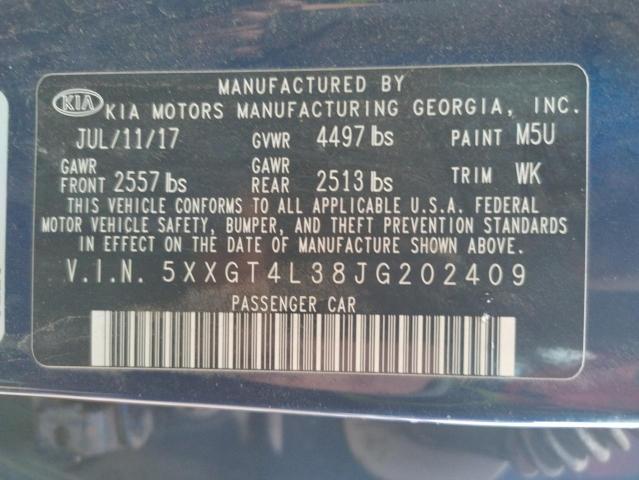 MANUFACTURED BY
KIA KIA MOTORS MANUFACTURING GEORGIA, INC.
JUL/11/17 GVWR 4497 lbs PAINT M5U
GAWR FRONT 2557 lbs GAWR REAR 2513 lbs TRIM WK
THIS VEHICLE CONFORMS TO ALL APPLICABLE U.S.A. FEDERAL
MOTOR VEHICLE SAFETY, BUMPER, AND THEFT PREVENTION STANDARDS
IN EFFECT ON THE DATE OF MANUFACTURE SHOWN ABOVE.
V.I.N. 5XXGT4L38JG202409
PASSENGER CAR